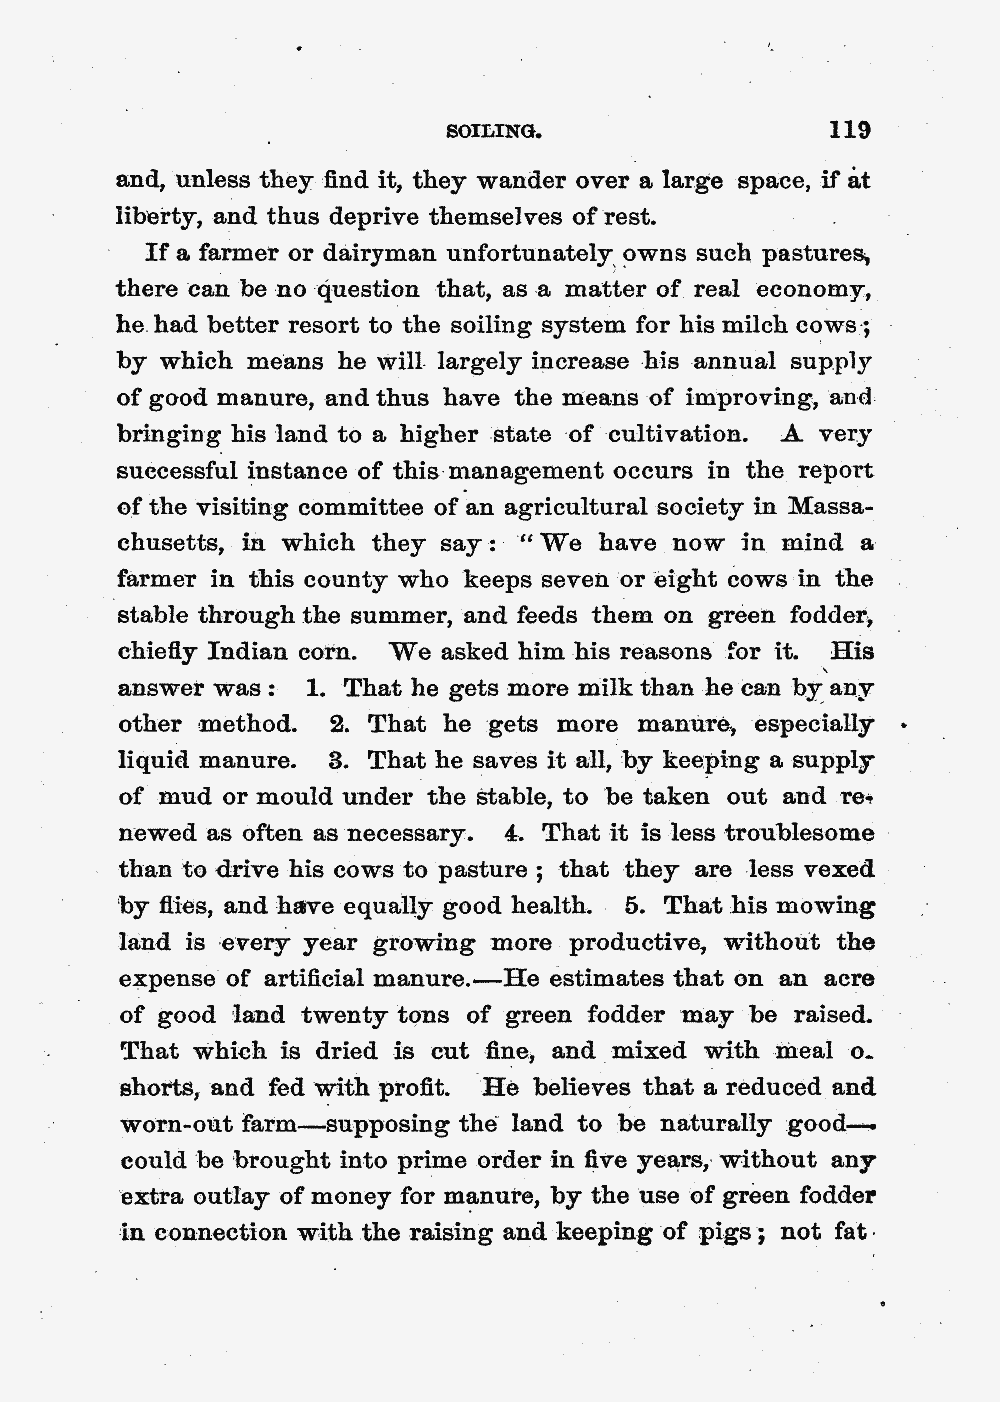 SOILING. 119
and, unless they find it, they wander over a large space, if at
liberty, and thus deprive themselves of rest.
If a farmer or dairyman unfortunately owns such pastures,
there can be no question that, as a matter of real economy,
he had better resort to the soiling system for his milch cows ;
by which means he will largely increase his annual supply
of good manure, and thus have the means of improving, and
bringing his land to a higher state of cultivation. A very
successful instance of this management occurs in the report
of the visiting committee of an agricultural society in Massa-
chusetts, in which they say : “ We have now in mind a
farmer in this county who keeps seven or eight cows in the
stable through the summer, and feeds them on green fodder,
chiefly Indian corn. We asked him his reasons for it. His
answer was : 1. That he gets more milk than he can by any
other method. 2. That he gets more manure, especially
liquid manure. 3. That he saves it all, by keeping a supply
of mud or mould under the stable, to be taken out and re-
newed as often as necessary. 4. That it is less troublesome
than to drive his cows to pasture ; that they are less vexed
by flies, and have equally good health. 5. That his mowing
land is every year growing more productive, without the
expense of artificial manure.—He estimates that on an acre
of good land twenty tons of green fodder may be raised.
That which is dried is cut fine, and mixed with meal o.
shorts, and fed with profit. He believes that a reduced and
worn-out farm—supposing the land to be naturally good—
could be brought into prime order in five years, without any
extra outlay of money for manure, by the use of green fodder
in connection with the raising and keeping of pigs ; not fat-